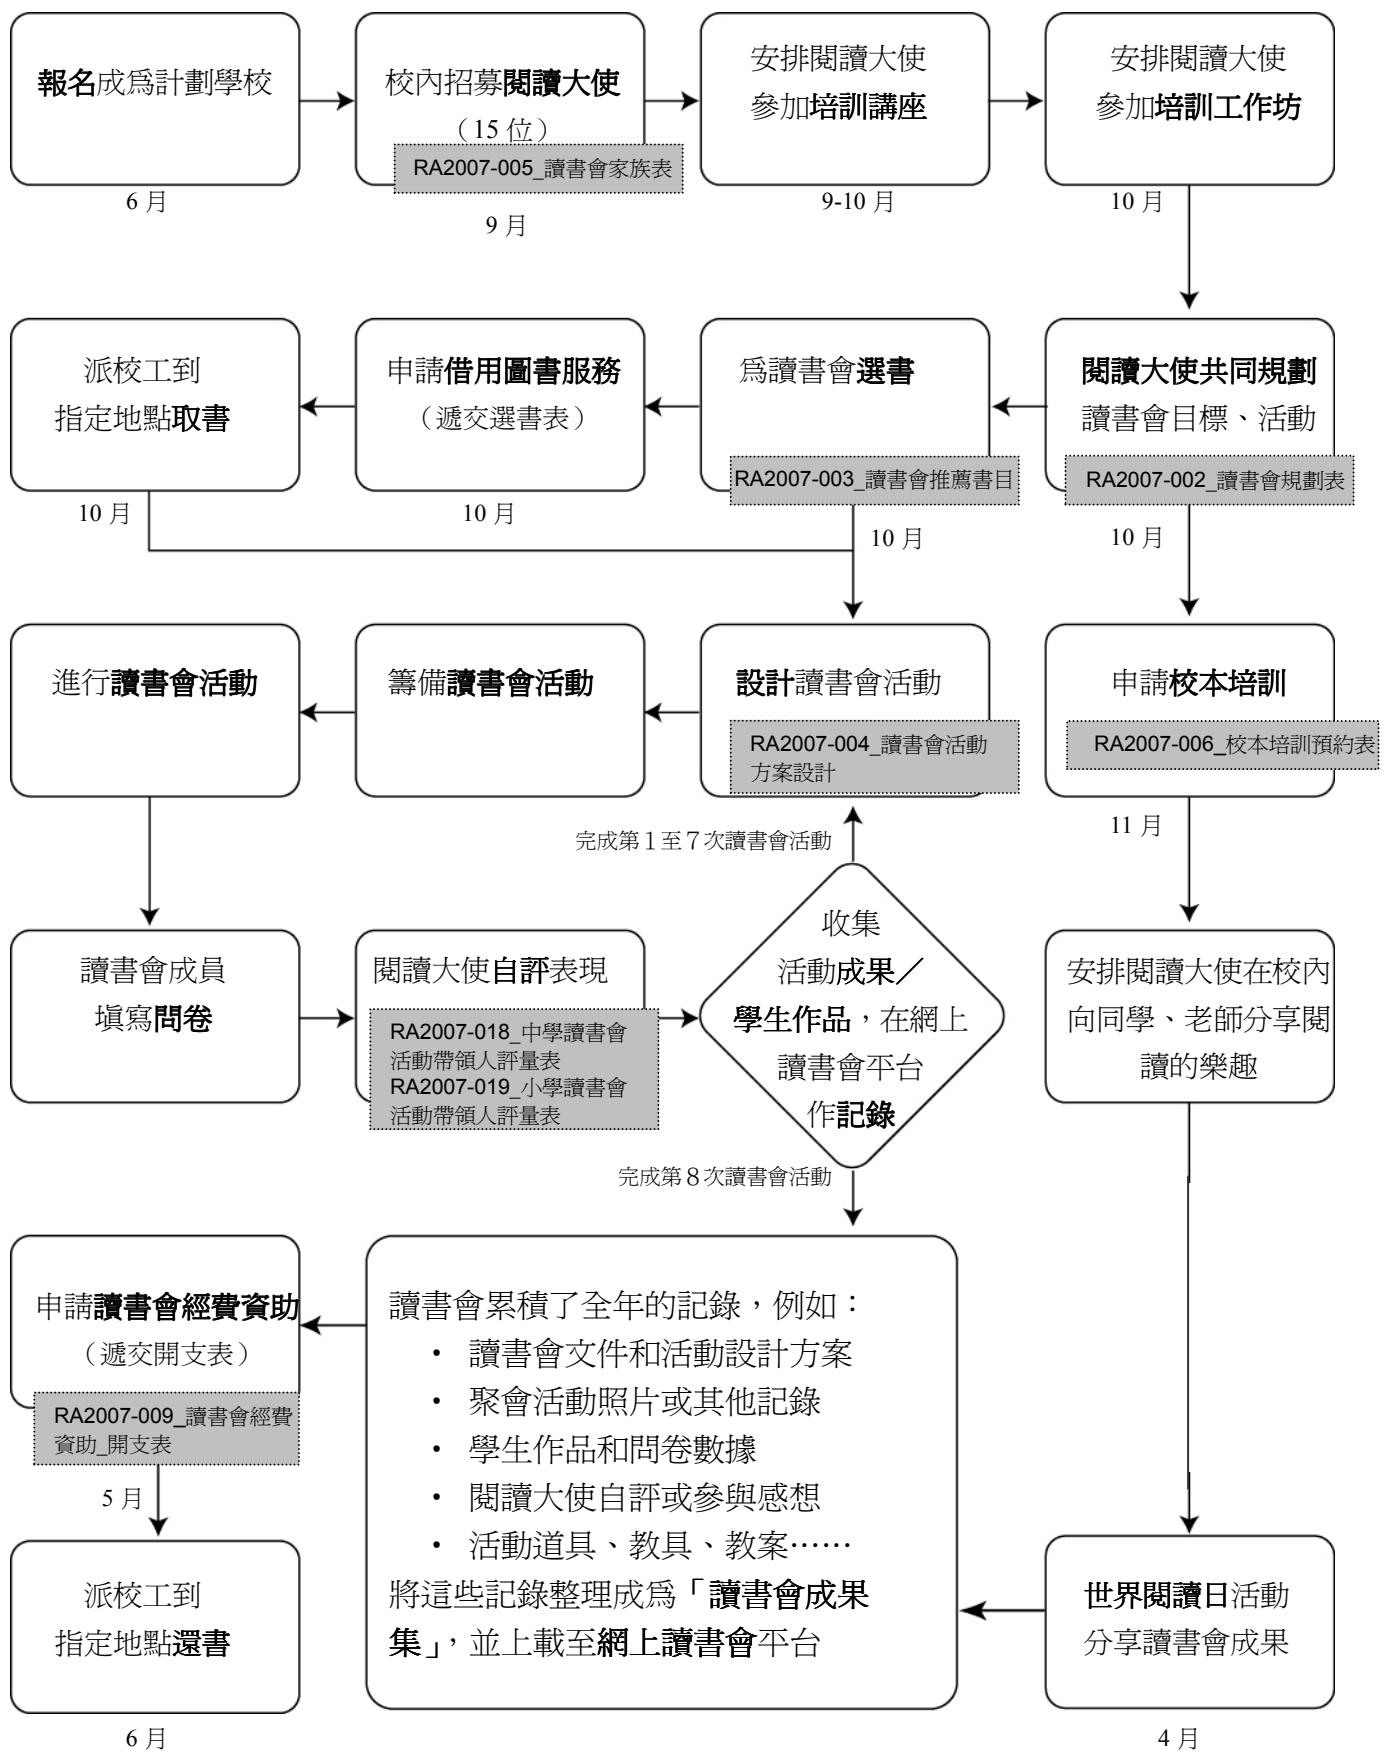 報名成爲計劃學校
6 月
校內招募閱讀大使
（15 位）
RA2007-005_讀書會家族表
9 月
安排閱讀大使
參加培訓講座
9-10 月
安排閱讀大使
參加培訓工作坊
10 月
閱讀大使共同規劃
讀書會目標、活動
RA2007-002_讀書會規劃表
10 月
爲讀書會選書
RA2007-003_讀書會推薦書目
10 月
申請借用圖書服務
（遞交選書表）
10 月
派校工到
指定地點取書
10 月
申請校本培訓
RA2007-006_校本培訓預約表
11 月
設計讀書會活動
RA2007-004_讀書會活動
方案設計
籌備讀書會活動
進行讀書會活動
讀書會成員
填寫問卷
閱讀大使自評表現
RA2007-018_中學讀書會
活動帶領人評量表
RA2007-019_小學讀書會
活動帶領人評量表
完成第１至７次讀書會活動
收集
活動成果／
學生作品，在網上
讀書會平台
作記錄
完成第８次讀書會活動
安排閱讀大使在校內
向同學、老師分享閱
讀的樂趣
世界閱讀日活動
分享讀書會成果
4 月
讀書會累積了全年的記錄，例如：
· 讀書會文件和活動設計方案
· 聚會活動照片或其他記錄
· 學生作品和問卷數據
· 閱讀大使自評或參與感想
· 活動道具、教具、教案……
將這些記錄整理成爲「讀書會成果
集」，並上載至網上讀書會平台
申請讀書會經費資助
（遞交開支表）
RA2007-009_讀書會經費
資助_開支表
5 月
派校工到
指定地點還書
6 月